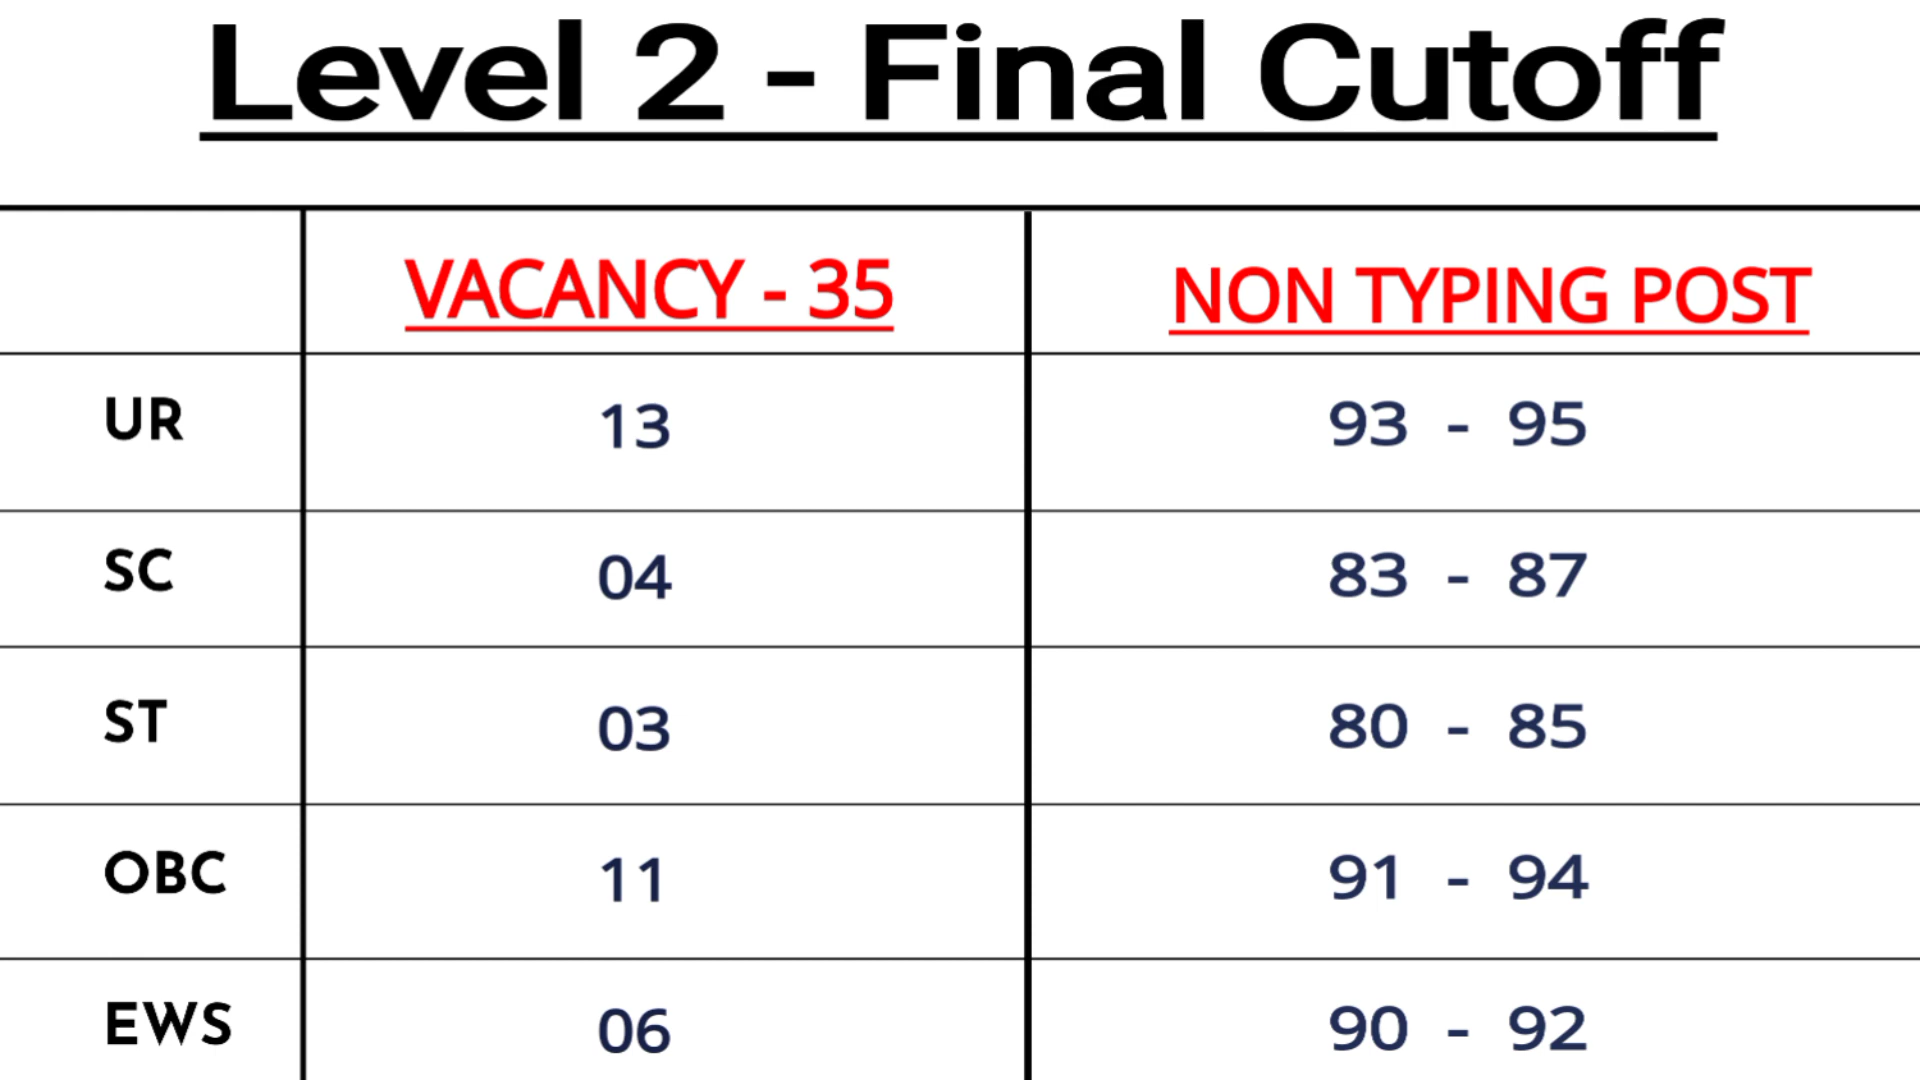 Level 2 - Final Cutoff
VACANCY - 35 NON TYPING POST
UR 13 93 - 95
SC 04 83 - 87
ST 03 80 - 85
OBC 11 91 - 94
EWS 06 90 - 92